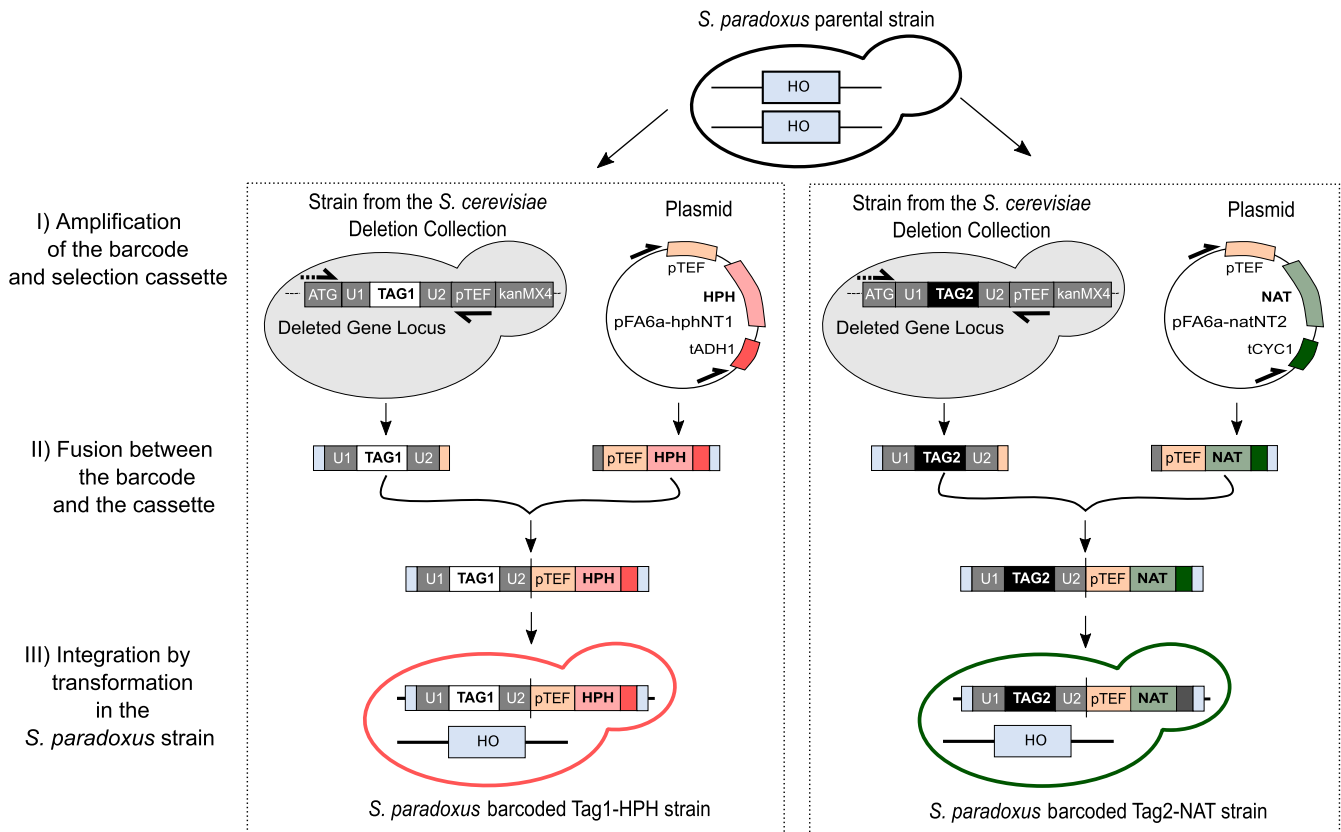 S. paradoxus parental strain
HO
HO
I) Amplification
of the barcode
and selection cassette
Strain from the S. cerevisiae
Deletion Collection
ATG U1 TAG1 U2 pTEF kanMX4
Deleted Gene Locus
Plasmid
pTEF
HPH
pFA6a-hphNT1
tADH1
Strain from the S. cerevisiae
Deletion Collection
ATG U1 TAG2 U2 pTEF kanMX4
Deleted Gene Locus
Plasmid
pTEF
NAT
pFA6a-natNT2
tCYC1
II) Fusion between
the barcode
and the cassette
U1 TAG1 U2
pTEF HPH
U1 TAG2 U2
pTEF NAT
U1 TAG1 U2 pTEF HPH
U1 TAG2 U2 pTEF NAT
III) Integration by
transformation
in the
S. paradoxus strain
U1 TAG1 U2 pTEF HPH
HO
S. paradoxus barcoded Tag1-HPH strain
U1 TAG2 U2 pTEF NAT
HO
S. paradoxus barcoded Tag2-NAT strain